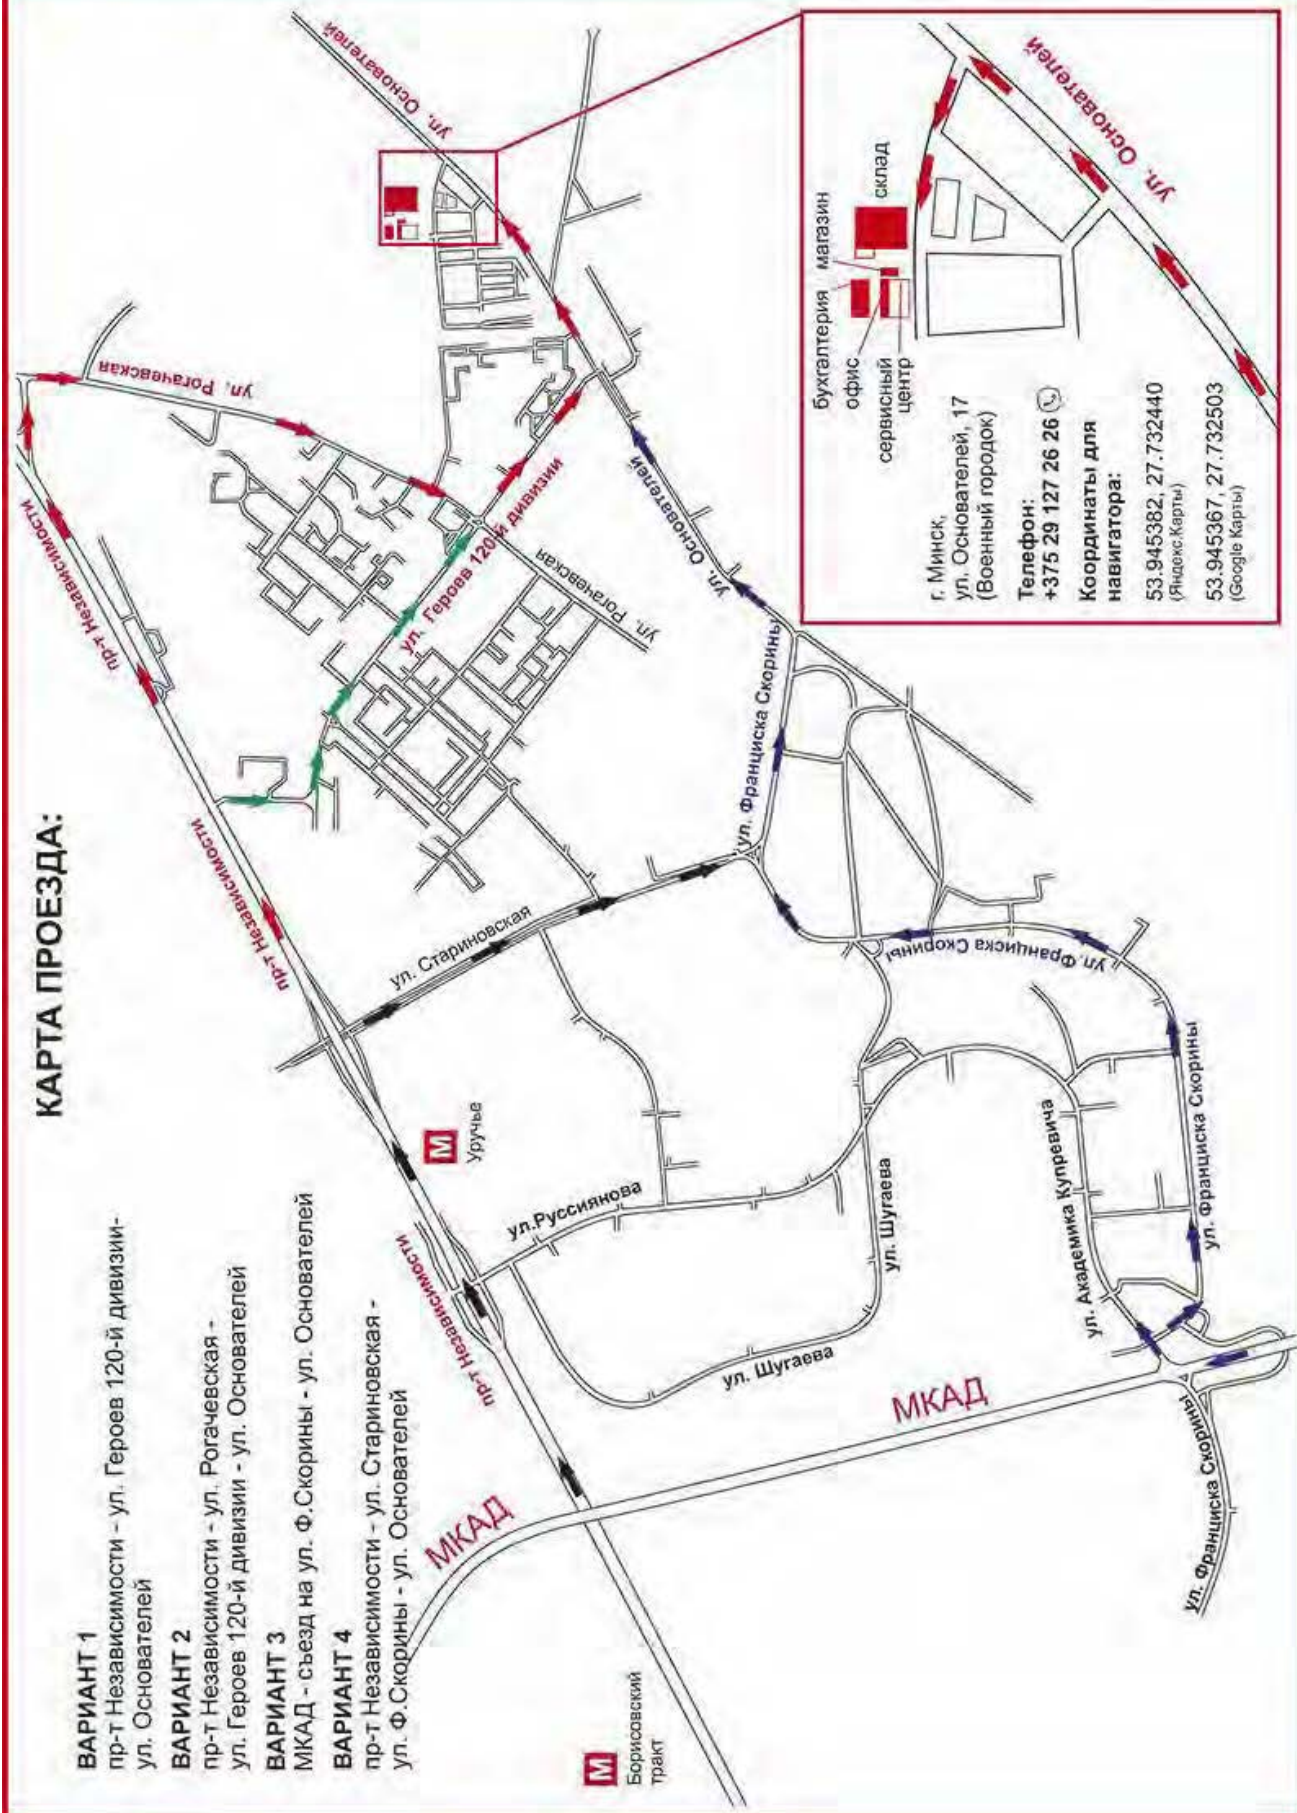 КАРТА ПРОЕЗДА:
ВАРИАНТ 1
пр-т Независимости - ул. Героев 120-й дивизии-
ул. Основателей
ВАРИАНТ 2
пр-т Независимости - ул. Рогачевская -
ул. Героев 120-й дивизии - ул. Основателей
ВАРИАНТ 3
МКАД - съезд на ул. Ф.Скорины - ул. Основателей
ВАРИАНТ 4
пр-т Независимости - ул. Стариновская -
ул. Ф.Скорины - ул. Основателей
М
Борисовский
тракт
МКАД
пр-т Независимости
М
Уручье
пр-т Независимости
пр-т Независимости
ул. Рогачевская
ул. Основателей
ул. Героев 120-й дивизии
ул. Рогачевская
ул. Стариновская
ул.Руссиянова
ул. Шугаева
ул. Шугаева
МКАД
ул. Основателей
ул. Франциска Скорины
ул. Франциска Скорины
ул. Академика Купревича
ул. Франциска Скорины
ул. Франциска Скорины
бухгалтерия
магазин
офис
склад
сервисный
центр
ул. Основателей
г. Минск,
ул. Основателей, 17
(Военный городок)
Телефон:
+375 29 127 26 26
Координаты для
навигатора:
53.945382, 27.732440
(Яндекс.Карты)
53.945367, 27.732503
(Google Карты)